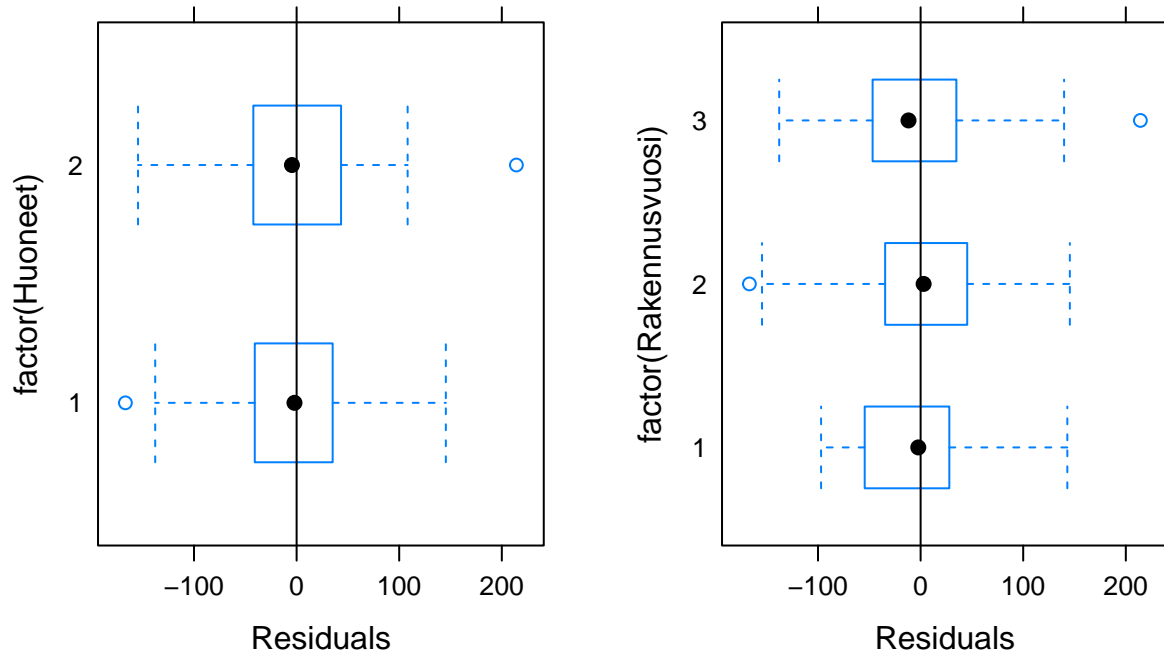 factor(Huoneet)
2
1
−100 0 100 200
Residuals
factor(Rakennusvuosi)
3
2
1
−100 0 100 200
Residuals